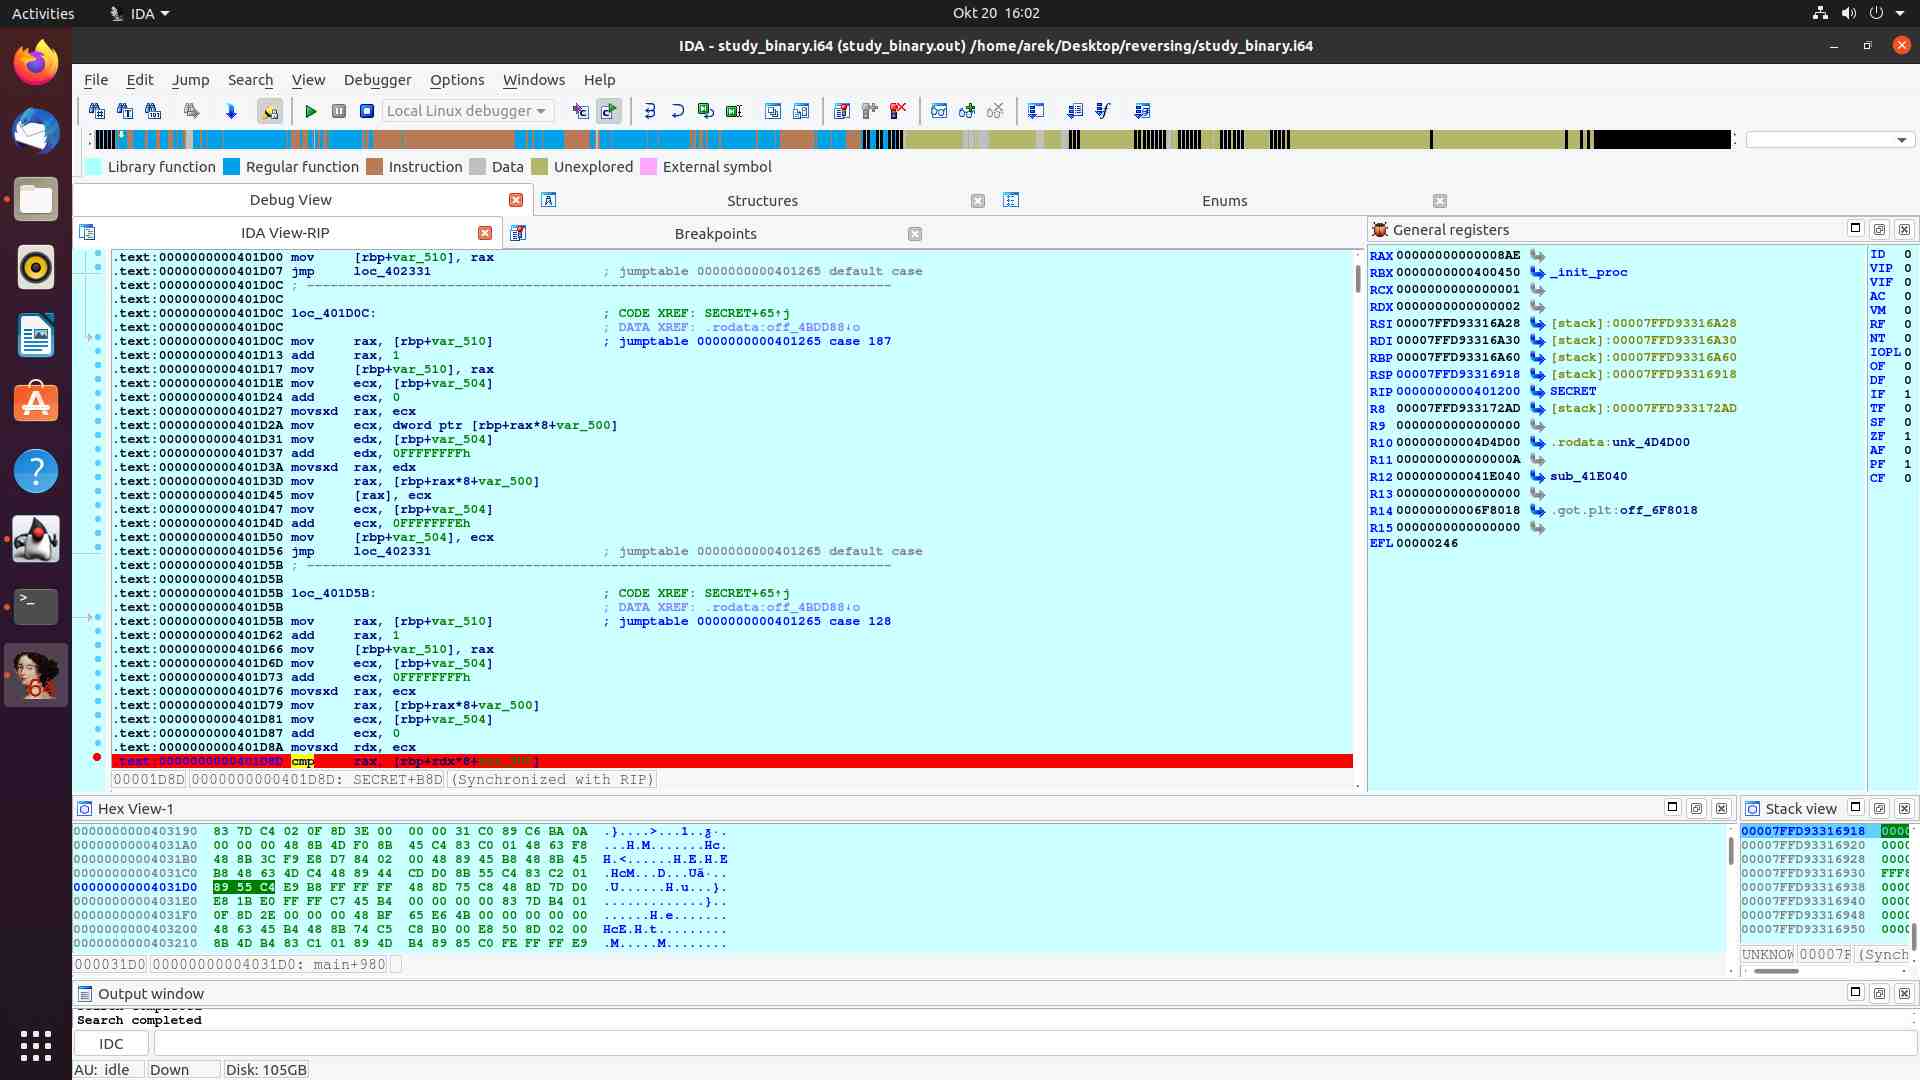 Activities
IDA
Okt 20 16:02
IDA - study_binary.i64 (study_binary.out) /home/arek/Desktop/reversing/study_binary.i64
File Edit Jump Search View Debugger Options Windows Help
Local Linux debugger
Library function Regular function Instruction Data Unexplored External symbol
Debug View
Structures
Enums
IDA View-RIP
Breakpoints
.text:0000000000401D00 mov [rbp+var_510], rax
.text:0000000000401D07 jmp loc_402331 ; jumptable 0000000000401265 default case
.text:0000000000401D0C ; ---------------------------------------------------------------------------
.text:0000000000401D0C
.text:0000000000401D0C loc_401D0C: ; CODE XREF: SECRET+65↑j
.text:0000000000401D0C ; DATA XREF: .rodata:off_4BDD88↓o
.text:0000000000401D0C mov rax, [rbp+var_510] ; jumptable 0000000000401265 case 187
.text:0000000000401D13 add rax, 1
.text:0000000000401D17 mov [rbp+var_510], rax
.text:0000000000401D1E mov ecx, [rbp+var_504]
.text:0000000000401D24 add ecx, 0
.text:0000000000401D27 movsxd rax, ecx
.text:0000000000401D2A mov ecx, dword ptr [rbp+rax*8+var_500]
.text:0000000000401D31 mov edx, [rbp+var_504]
.text:0000000000401D37 add edx, 0FFFFFFFFh
.text:0000000000401D3A movsxd rax, edx
.text:0000000000401D3D mov rax, [rbp+rax*8+var_500]
.text:0000000000401D45 mov [rax], ecx
.text:0000000000401D47 mov ecx, [rbp+var_504]
.text:0000000000401D4D add ecx, 0FFFFFFFEh
.text:0000000000401D50 mov [rbp+var_504], ecx
.text:0000000000401D56 jmp loc_402331 ; jumptable 0000000000401265 default case
.text:0000000000401D5B ; ---------------------------------------------------------------------------
.text:0000000000401D5B
.text:0000000000401D5B loc_401D5B: ; CODE XREF: SECRET+65↑j
.text:0000000000401D5B ; DATA XREF: .rodata:off_4BDD88↓o
.text:0000000000401D5B mov rax, [rbp+var_510] ; jumptable 0000000000401265 case 128
.text:0000000000401D62 add rax, 1
.text:0000000000401D66 mov [rbp+var_510], rax
.text:0000000000401D6D mov ecx, [rbp+var_504]
.text:0000000000401D73 add ecx, 0FFFFFFFFh
.text:0000000000401D76 movsxd rax, ecx
.text:0000000000401D79 mov rax, [rbp+rax*8+var_500]
.text:0000000000401D81 mov ecx, [rbp+var_504]
.text:0000000000401D87 add ecx, 0
.text:0000000000401D8A movsxd rdx, ecx
.text:0000000000401D8D cmp rax, [rbp+rdx*8+var_500]
00001D8D 0000000000401D8D: SECRET+B8D (Synchronized with RIP)
General registers
RAX 00000000000008AE
RBX 0000000000400450 _init_proc
RCX 0000000000000001
RDX 0000000000000002
RSI 00007FFD93316A28 [stack]:00007FFD93316A28
RDI 00007FFD93316A30 [stack]:00007FFD93316A30
RBP 00007FFD93316A60 [stack]:00007FFD93316A60
RSP 00007FFD93316918 [stack]:00007FFD93316918
RIP 0000000000401200 SECRET
R8 00007FFD933172AD [stack]:00007FFD933172AD
R9 0000000000000000
R10 00000000004D4D00 .rodata:unk_4D4D00
R11 000000000000000A
R12 000000000041E040 sub_41E040
R13 0000000000000000
R14 00000000006F8018 .got.plt:off_6F8018
R15 0000000000000000
EFL 00000246
ID 0
VIP 0
VIF 0
AC 0
VM 0
RF 0
NT 0
IOPL 0
OF 0
DF 0
IF 1
TF 0
SF 0
ZF 1
AF 0
PF 1
CF 0
Hex View-1
0000000000403190 83 7D C4 02 0F 8D 3E 00 00 00 31 C0 89 C6 BA 0A
00000000004031A0 00 00 00 48 8B 4D F0 8B 45 C4 83 C0 01 48 63 F8
00000000004031B0 48 8B 3C F9 E8 D7 84 02 00 48 89 45 B8 48 8B 45 H.<......H.E.H.E
00000000004031C0 B8 48 63 4D C4 48 89 44 CD D0 8B 55 C4 83 C2 01
00000000004031D0 89 55 C4 E9 B8 FF FF FF 48 8D 75 C8 48 8D 7D D0 .U......H.u.H.}.
00000000004031E0 E8 1B E0 FF FF C7 45 B4 00 00 00 00 83 7D B4 01
00000000004031F0 0F 8D 2E 00 00 00 48 BF 65 E6 4B 00 00 00 00 00 ......H.e.......
0000000000403200 48 63 45 B4 48 8B 74 C5 C8 B0 00 E8 50 8D 02 00
0000000000403210 8B 4D B4 83 C1 01 89 4D B4 89 85 C0 FE FF FF E9 .M.....M........
000031D0 00000000004031D0: main+980
Stack view
00007FFD93316918 0000
00007FFD93316920 0000
00007FFD93316928 0000
00007FFD93316930 FFF8
00007FFD93316938 0000
00007FFD93316940 0000
00007FFD93316948 0000
00007FFD93316950 0000
UNKNOW 00007F (Synch
Output window
Search completed
Search completed
IDC
AU: idle Down Disk: 105GB